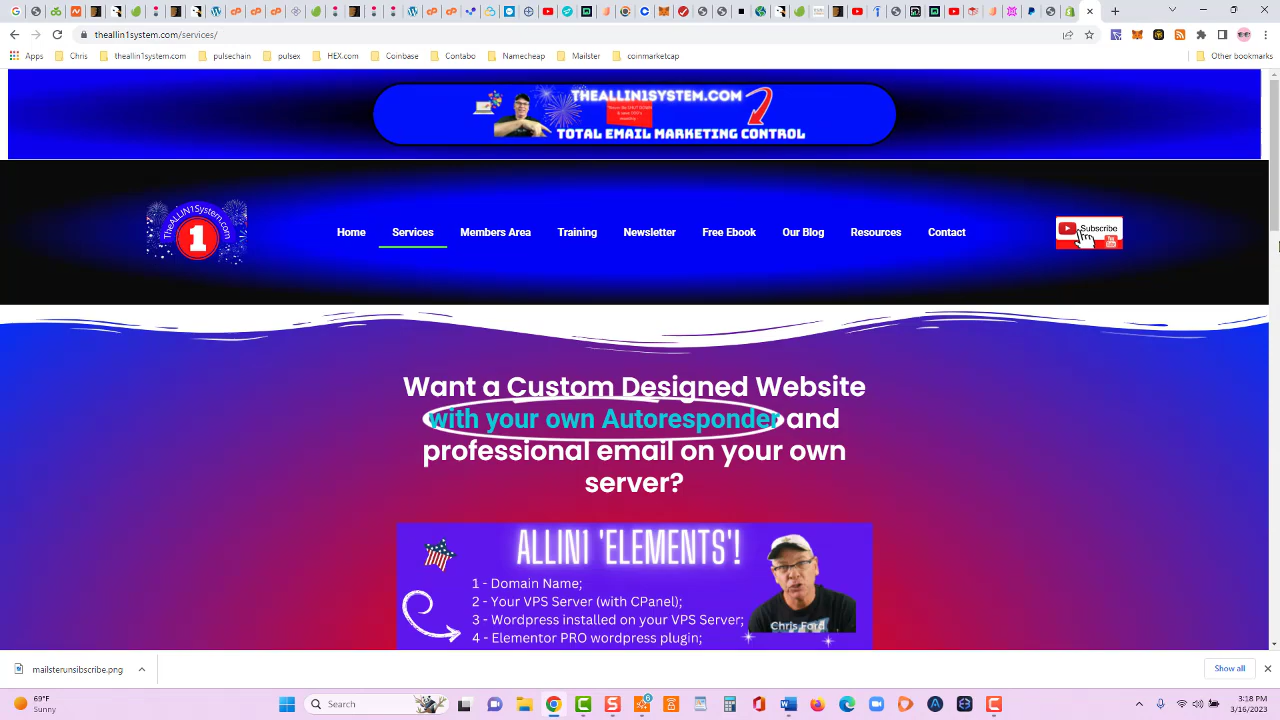 theallin1system.com/services/
Apps
Chris
theallin1system.com
pulsechain
pulsex
HEX.com
Coinbase
Contabo
Namecheap
Mailster
coinmarketcap
Other bookmarks
THEALLIN1SYSTEM.COM
TOTAL EMAIL MARKETING CONTROL
TheALLIN1System.com
1
Home
Services
Members Area
Training
Newsletter
Free Ebook
Our Blog
Resources
Contact
Subscribe
Want a Custom Designed Website
with your own Autoresponder and
professional email on your own
server?
ALLIN1 'ELEMENTS'!
1 - Domain Name;
2 - Your VPS Server (with CPanel);
3 - Wordpress installed on your VPS Server;
4 - Elementor PRO wordpress plugin;
Chris Ford
mailsterunsibscribe.png
Show all
69°F
Sunny
Search
6
3:18 PM
3/16/2023